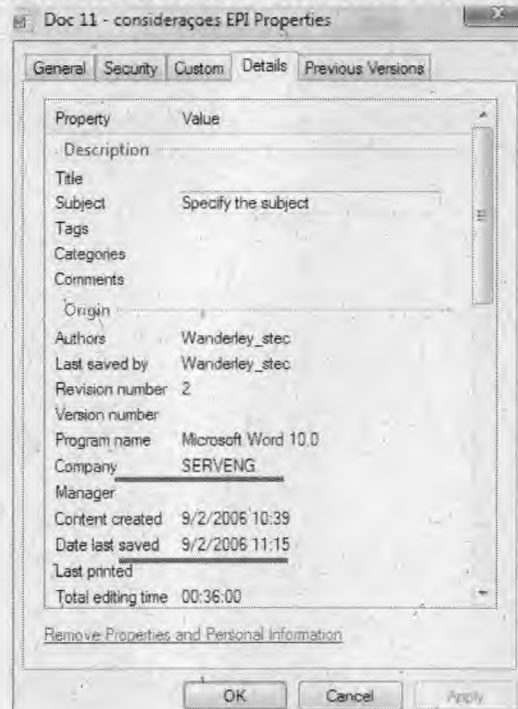 Doc 11 - consideraçoes EPI Properties
General Security Custom Details Previous Versions
Property Value
Description
Title
Subject Specify the subject
Tags
Categories
Comments
Origin
Authors Wanderley_stec
Last saved by Wanderley_stec
Revision number 2
Version number
Program name Microsoft Word 10.0
Company SERVENG
Manager
Content created 9/2/2006 10:39
Date last saved 9/2/2006 11:15
Last printed
Total editing time 00:36:00
Remove Properties and Personal Information
OK Cancel Apply